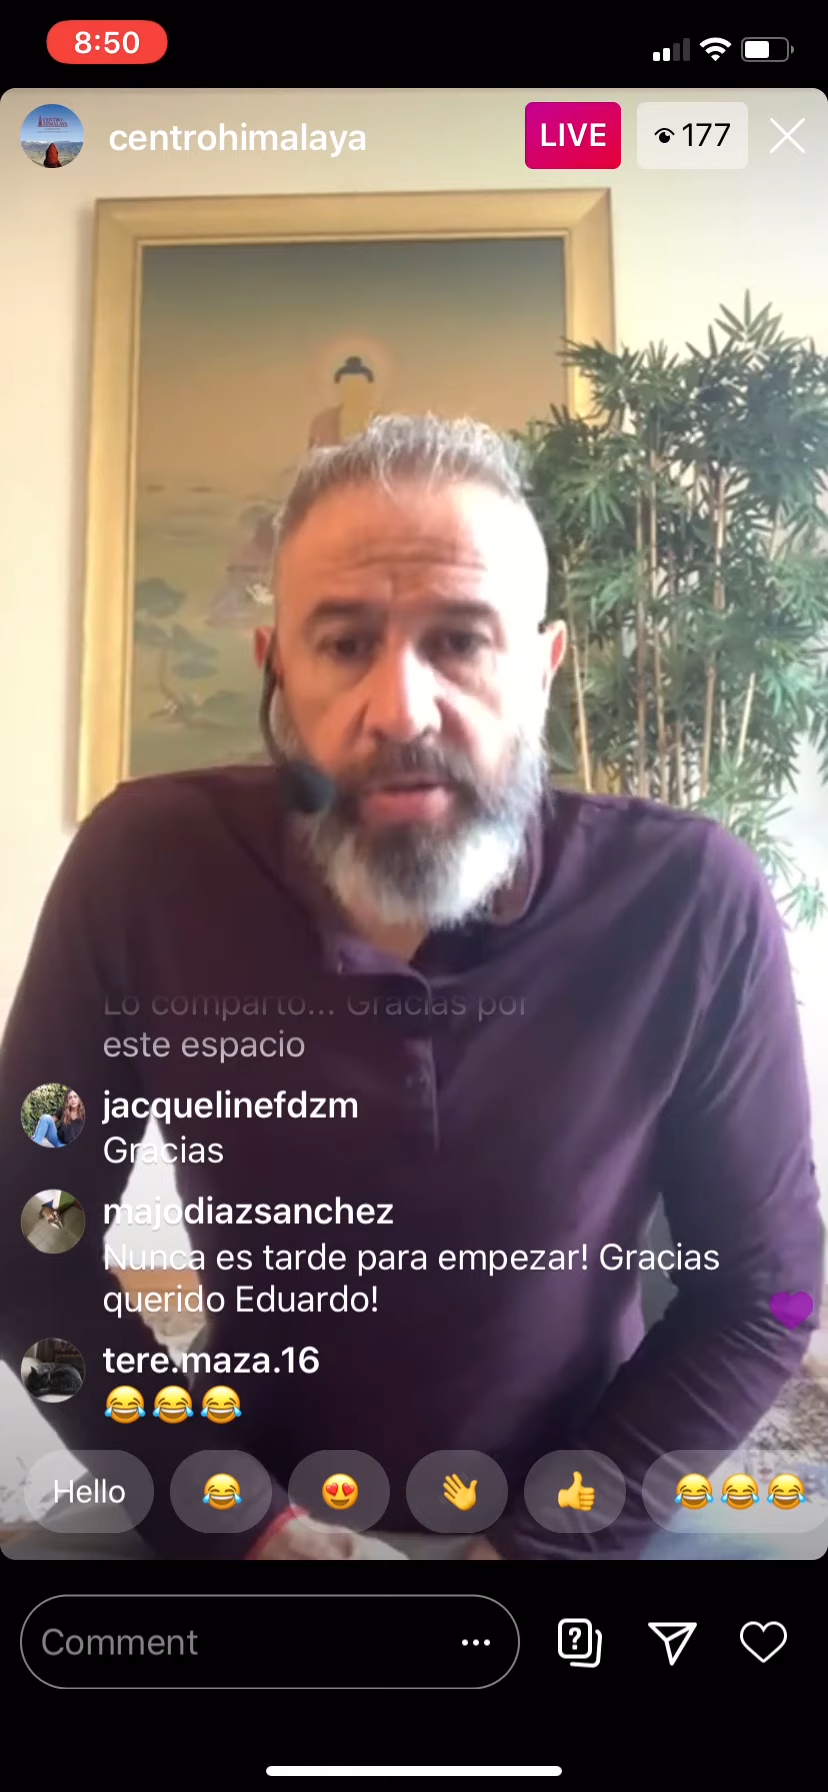 8:50
centrohimalaya
LIVE
177
Lo comparto... Gracias por
este espacio
jacquelinefdzm
Gracias
majodiazsanchez
Nunca es tarde para empezar! Gracias
querido Eduardo!
tere.maza.16
😂😂😂
Hello 😂 😍 👋 👍 😂😂😂
Comment